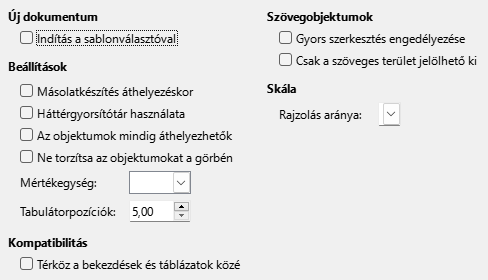 Új dokumentum
Indítás a sablonválasztóval
Beállítások
Másolatkészítés áthelyezéskor
Háttérgyorsítótár használata
Az objektumok mindig áthelyezhetők
Ne torzítsa az objektumokat a görbén
Mértékegység:
Tabulátorpozíciók: 5,00
Kompatibilitás
Térköz a bekezdések és táblázatok közé
Szövegobjektumok
Gyors szerkesztés engedélyezése
Csak a szöveges terület jelölhető ki
Skála
Rajzolás aránya: